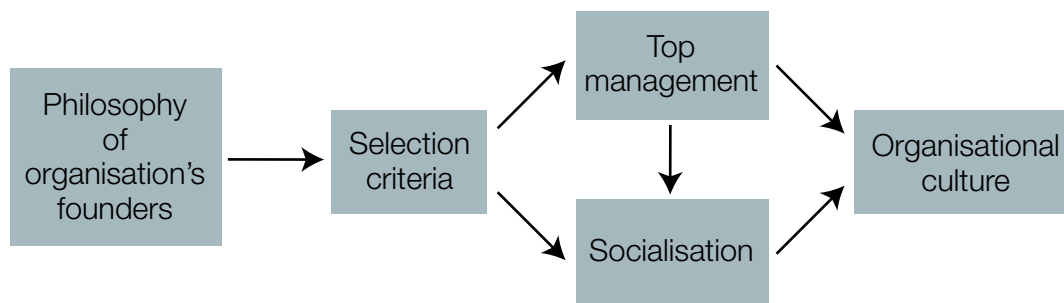 Philosophy
of
organisation’s
founders
Selection
criteria
Top
management
Socialisation
Organisational
culture